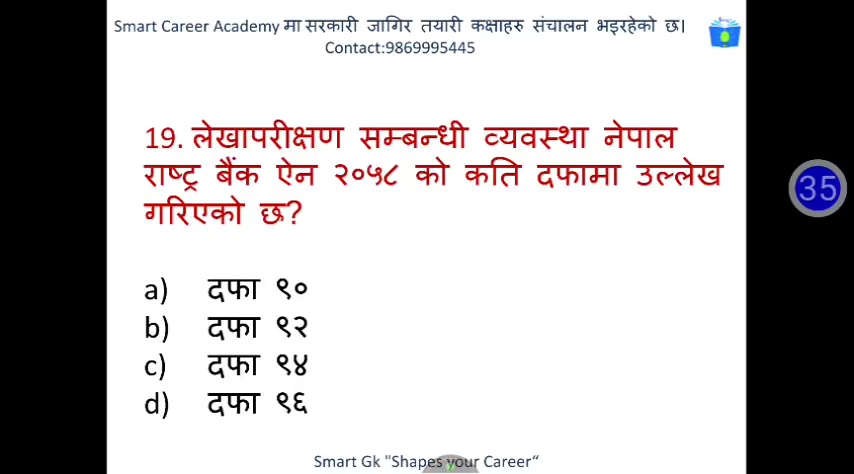 Smart Career Academy मा सरकारी जागिर तयारी कक्षाहरु संचालन भइरहेको छ।
Contact:9869995445
19. लेखापरीक्षण सम्बन्धी व्यवस्था नेपाल
राष्ट्र बैंक ऐन २०५८ को कति दफामा उल्लेख
गरिएको छ?
35
a) दफा ९०
b) दफा ९२
c) दफा ९४
d) दफा ९६
Smart Gk "Shapes your Career“